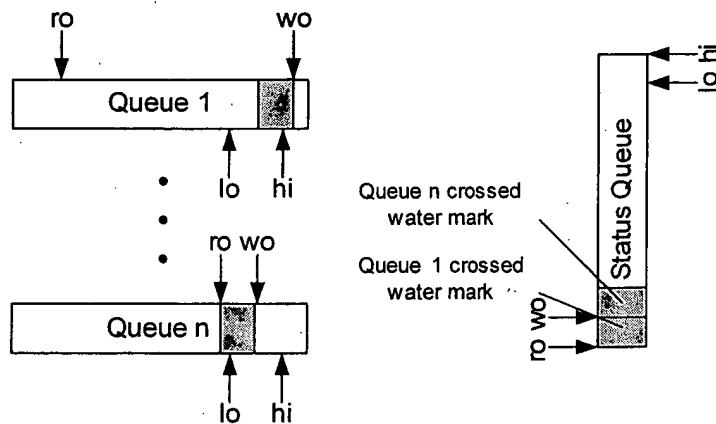 ro
wo
Queue 1
lo
hi
ro wo
Queue n
lo
hi
hi
lo
Status Queue
Queue n crossed
water mark
Queue 1 crossed
water mark
wo
ro